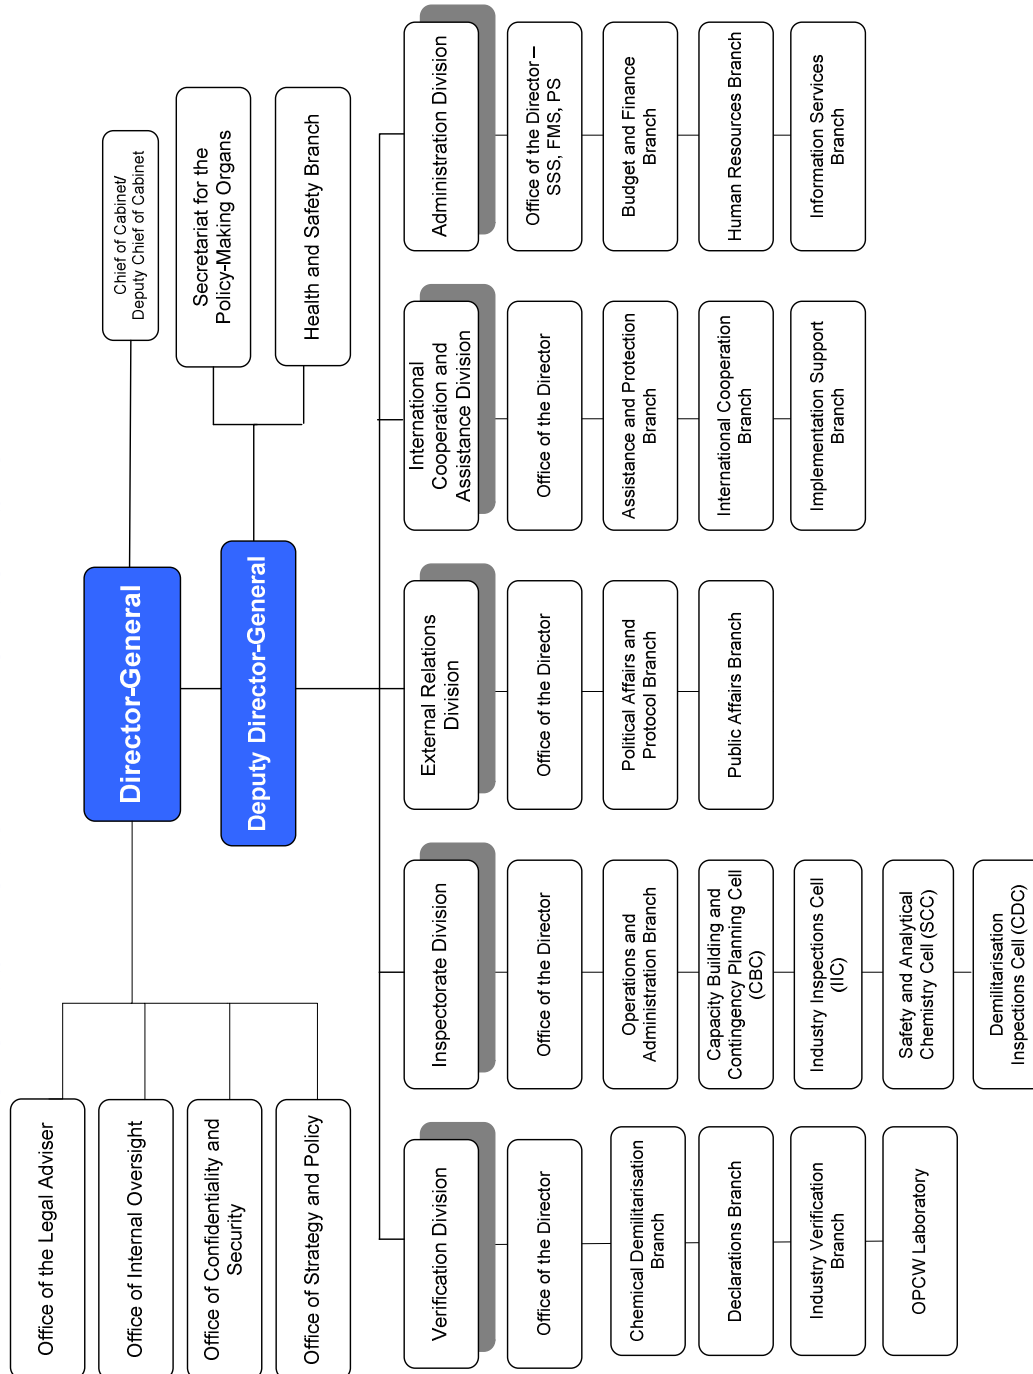 Director-General
Chief of Cabinet/
Deputy Chief of Cabinet
Office of the Legal Adviser
Office of Internal Oversight
Office of Confidentiality and
Security
Office of Strategy and Policy
Deputy Director-General
Secretariat for the
Policy-Making Organs
Health and Safety Branch
Verification Division
Office of the Director
Chemical Demilitarisation
Branch
Declarations Branch
Industry Verification
Branch
OPCW Laboratory
Inspectorate Division
Office of the Director
Operations and
Administration Branch
Capacity Building and
Contingency Planning Cell
(CBC)
Industry Inspections Cell
(IIC)
Safety and Analytical
Chemistry Cell (SCC)
Demilitarisation
Inspections Cell (CDC)
External Relations
Division
Office of the Director
Political Affairs and
Protocol Branch
Public Affairs Branch
International
Cooperation and
Assistance Division
Office of the Director
Assistance and Protection
Branch
International Cooperation
Branch
Implementation Support
Branch
Administration Division
Office of the Director –
SSS, FMS, PS
Budget and Finance
Branch
Human Resources Branch
Information Services
Branch